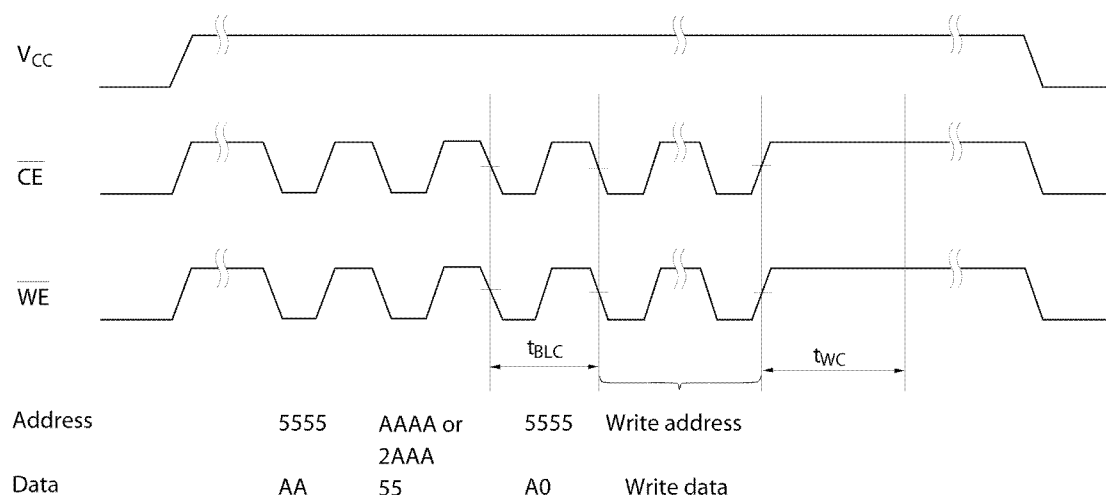 VCC
CE
WE
tBLC
tWC
Address 5555 AAAA or 5555 Write address
2AAA
Data AA 55 A0 Write data